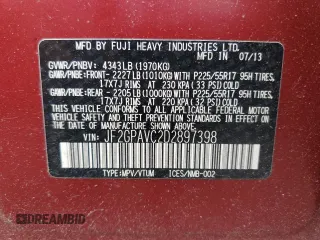 MFD. BY FUJI HEAVY INDUSTRIES LTD.
GVWR/PNBV: 4343LB (1970KG) 07/13
GAWR/PNBE:FRONT- 2227LB(1010KG)WITH P225/55R17 95H TIRES,
17X7J RIMS AT 230 KPA (33 PSI) COLD
GAWR/PNBE:REAR - 2205LB(1000KG)WITH P225/55R17 95H TIRES,
17X7J RIMS AT 220 KPA (32 PSI) COLD
THIS VEHICLE CONFORMS TO ALL APPLICABLE FEDERAL MOTOR
VEHICLE SAFETY, BUMPER, AND THEFT PREVENTION
STANDARDS IN EFFECT ON THE DATE OF MANUFACTURE
SHOWN ABOVE.
JF2GPAVC2D2897398
TYPE:MPV/VTUM ICES/NMB-002
© DREAMBID